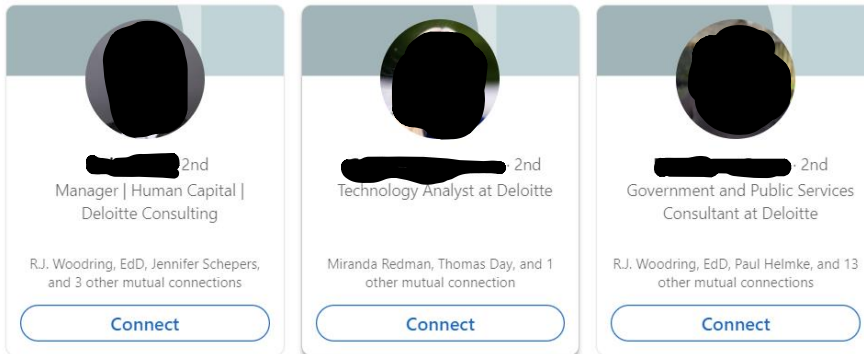 2nd
Manager | Human Capital |
Deloitte Consulting
R.J. Woodring, EdD, Jennifer Schepers,
and 3 other mutual connections
Connect
· 2nd
Technology Analyst at Deloitte
Miranda Redman, Thomas Day, and 1
other mutual connection
Connect
· 2nd
Government and Public Services
Consultant at Deloitte
R.J. Woodring, EdD, Paul Helmke, and 13
other mutual connections
Connect